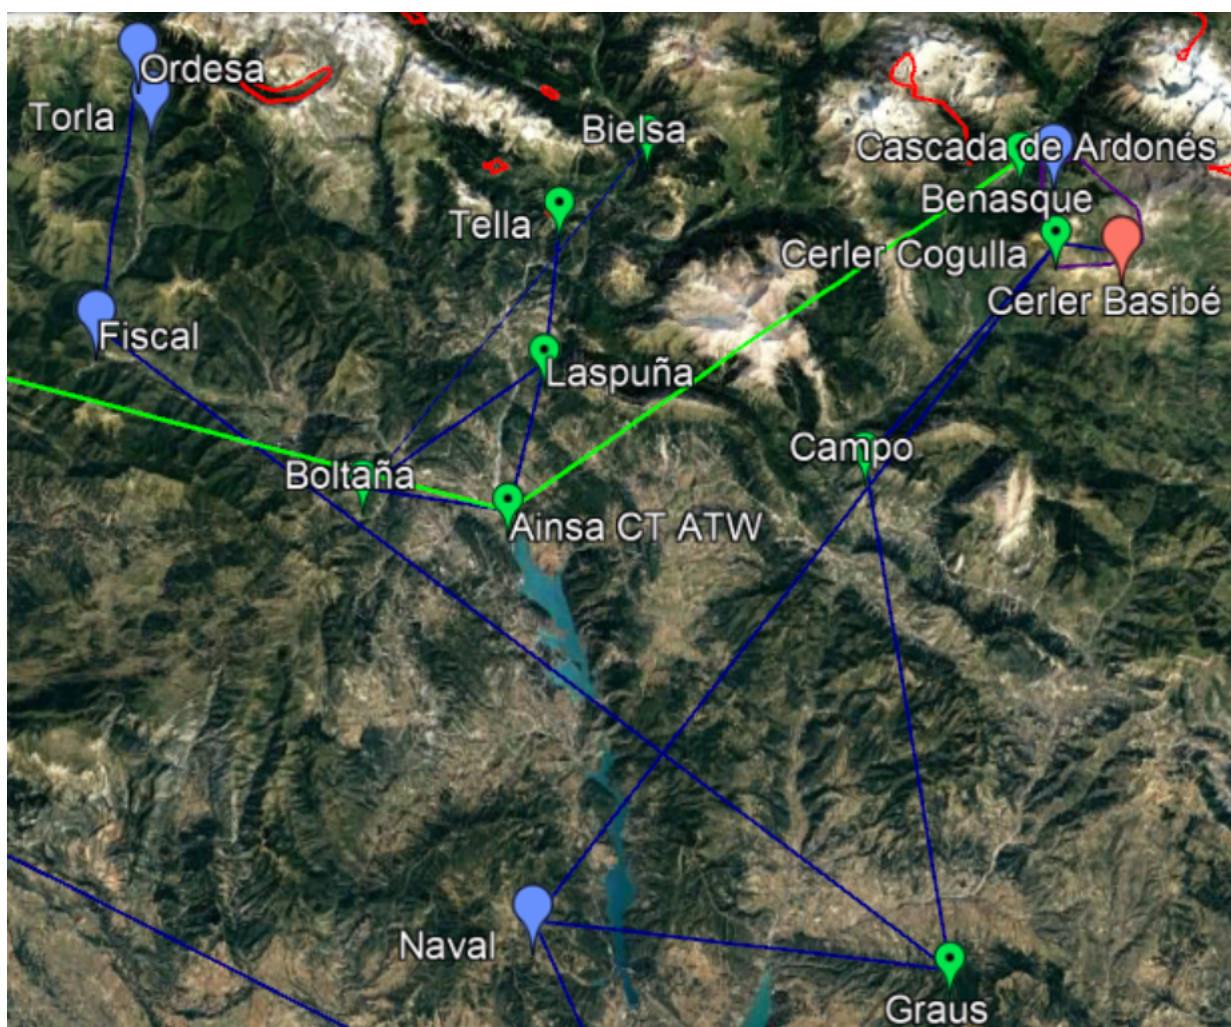 Ordesa
Torla
Bielsa
Cascada de Ardonés
Benasque
Tella
Cerler Cogulla
Cerler Basibé
Fiscal
Laspuña
Campo
Boltaña
Ainsa CT ATW
Naval
Graus